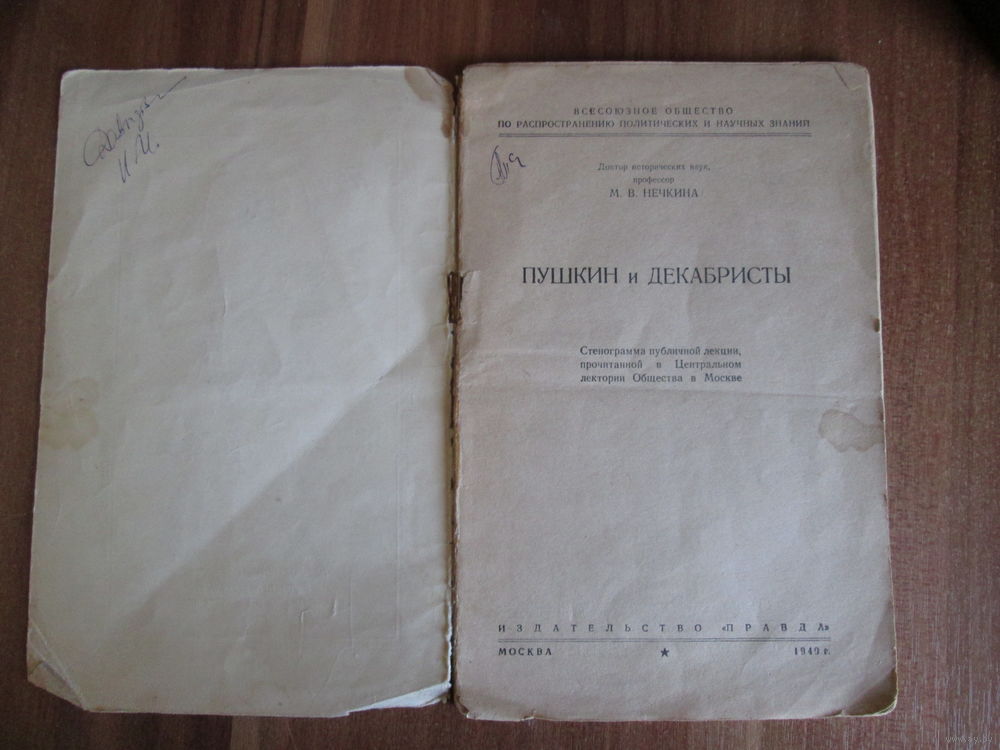 И. М.
ВСЕСОЮЗНОЕ ОБЩЕСТВО
ПО РАСПРОСТРАНЕНИЮ ПОЛИТИЧЕСКИХ И НАУЧНЫХ ЗНАНИЙ
Доктор исторических наук,
профессор
М. В. НЕЧКИНА
ПУШКИН и ДЕКАБРИСТЫ
Стенограмма публичной лекции,
прочитанной в Центральном
лектории Общества в Москве
ИЗДАТЕЛЬСТВО «ПРАВДА»
МОСКВА ★ 1949 г.